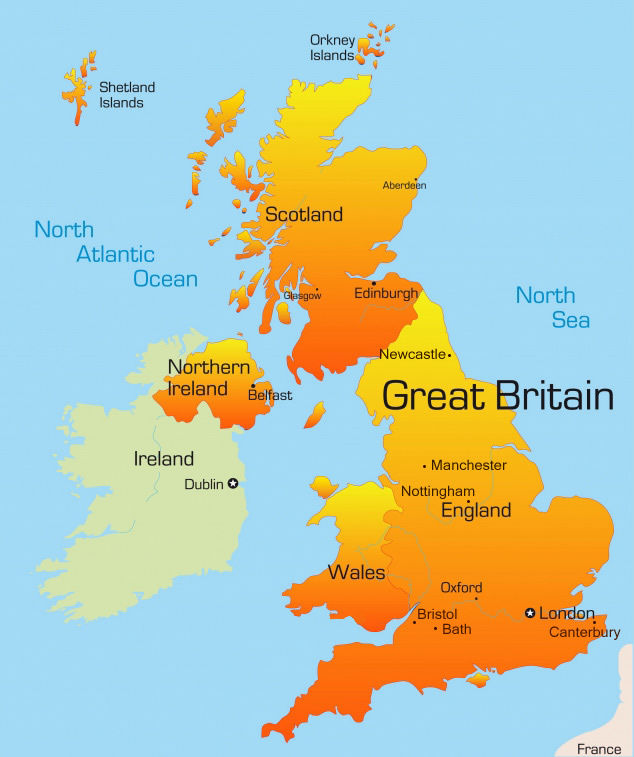 Orkney
Islands
Shetland
Islands
Aberdeen
Scotland
North
Atlantic
Ocean
Glasgow
Edinburgh
North
Sea
Newcastle
Northern
Ireland
Belfast
Great Britain
Ireland
Dublin
Manchester
Nottingham
England
Wales
Oxford
London
Bristol
Bath
Canterbury
France